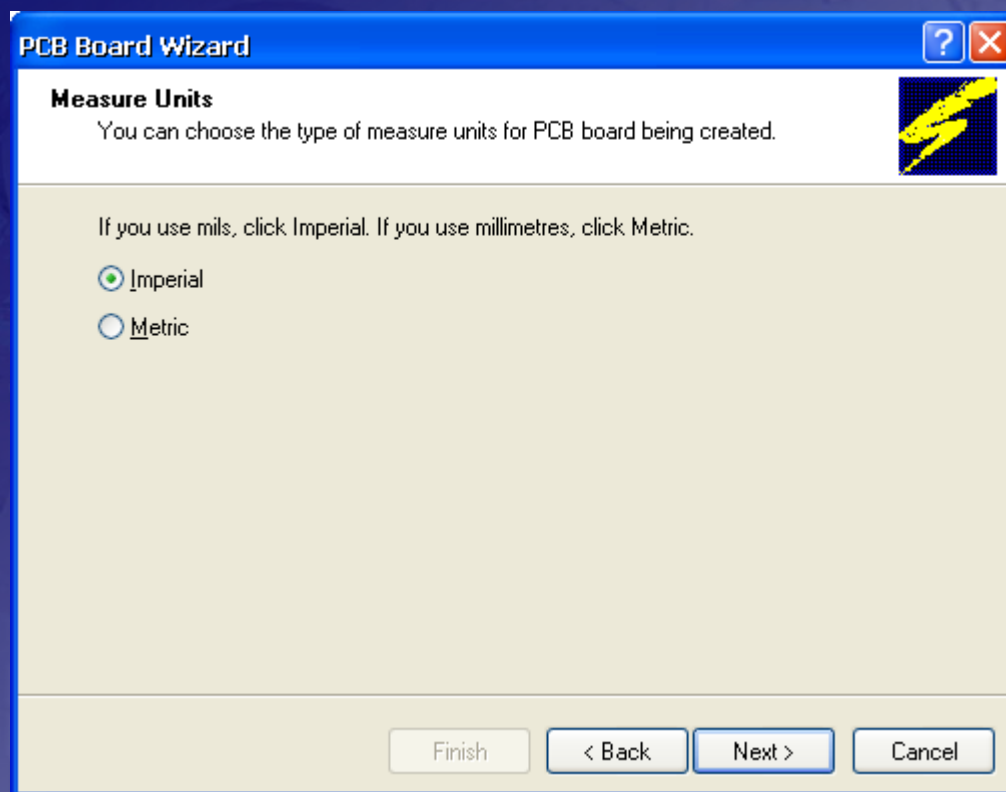 PCB Board Wizard
Measure Units
You can choose the type of measure units for PCB board being created.
If you use mils, click Imperial. If you use millimetres, click Metric.
Imperial
Metric
Finish
< Back
Next >
Cancel